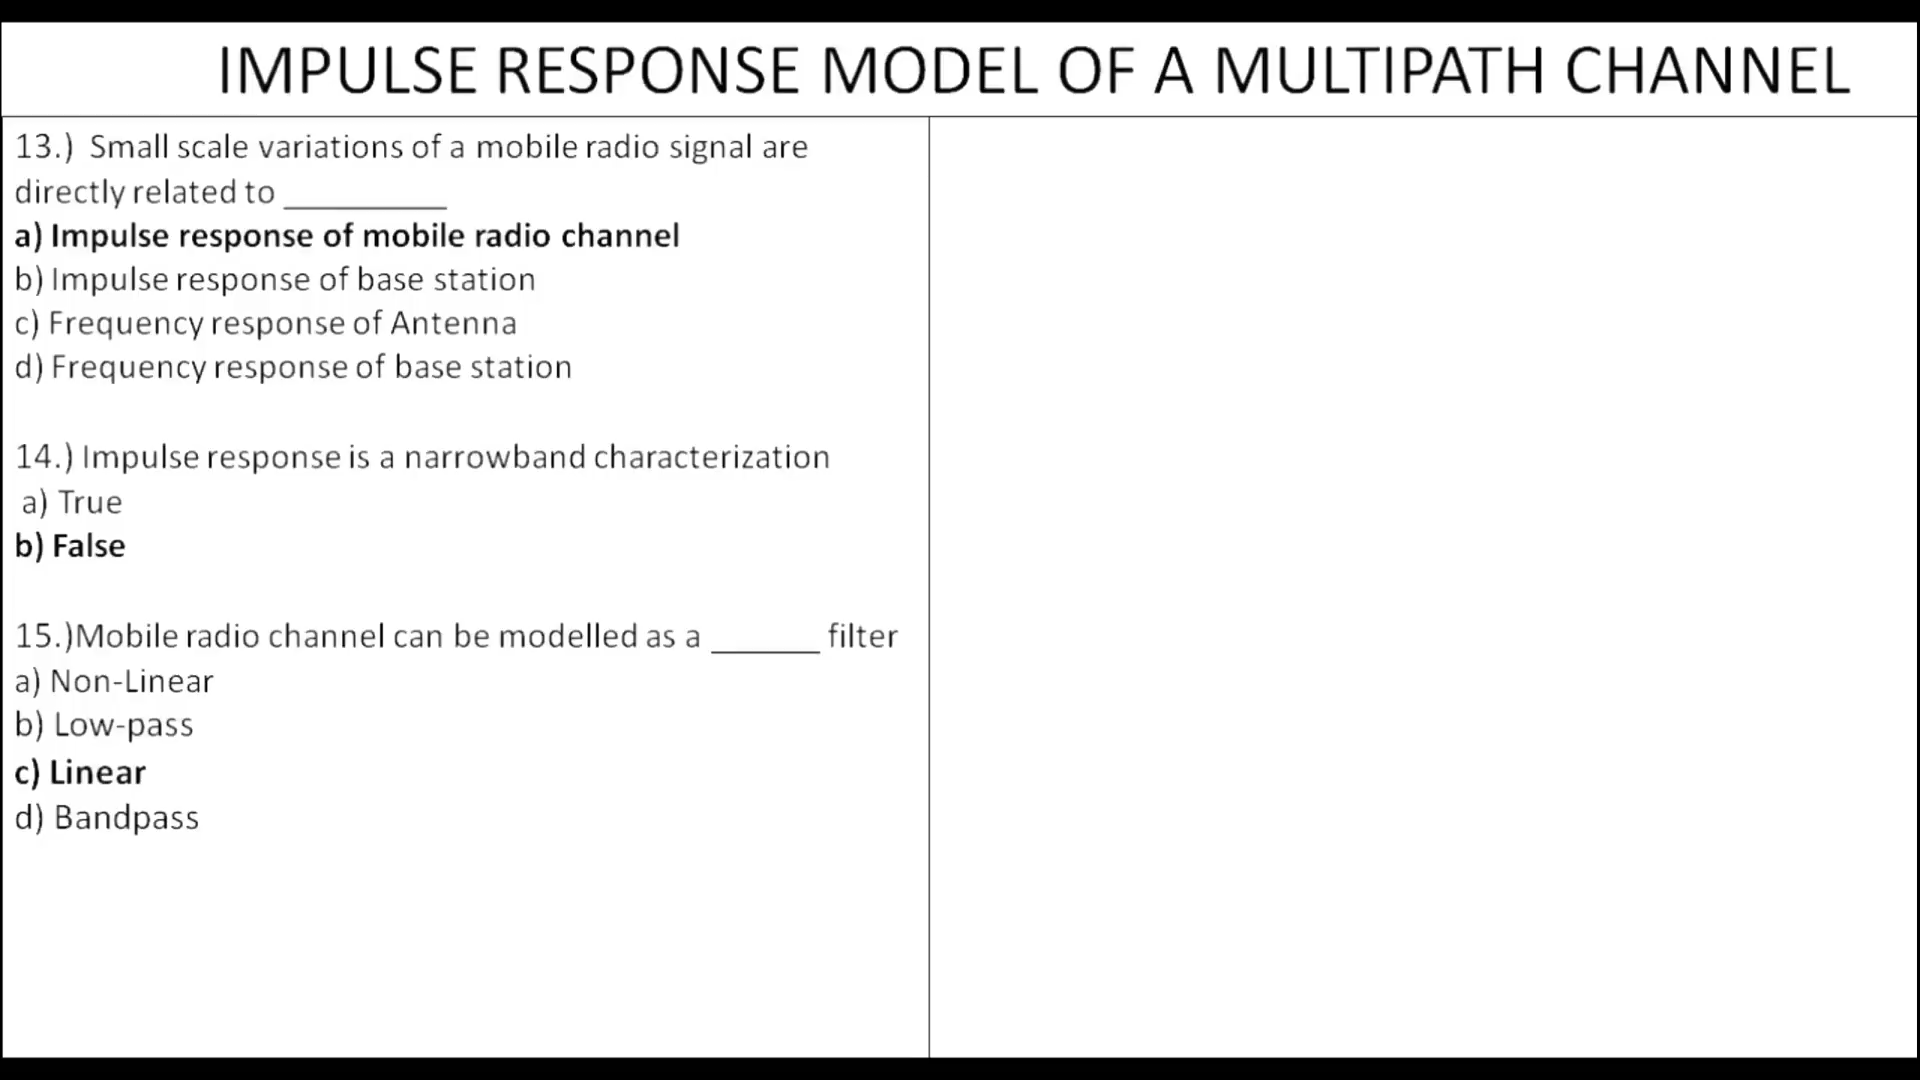 IMPULSE RESPONSE MODEL OF A MULTIPATH CHANNEL
13.) Small scale variations of a mobile radio signal are
directly related to _________
a) Impulse response of mobile radio channel
b) Impulse response of base station
c) Frequency response of Antenna
d) Frequency response of base station
14.) Impulse response is a narrowband characterization
a) True
b) False
15.)Mobile radio channel can be modelled as a ______ filter
a) Non-Linear
b) Low-pass
c) Linear
d) Bandpass